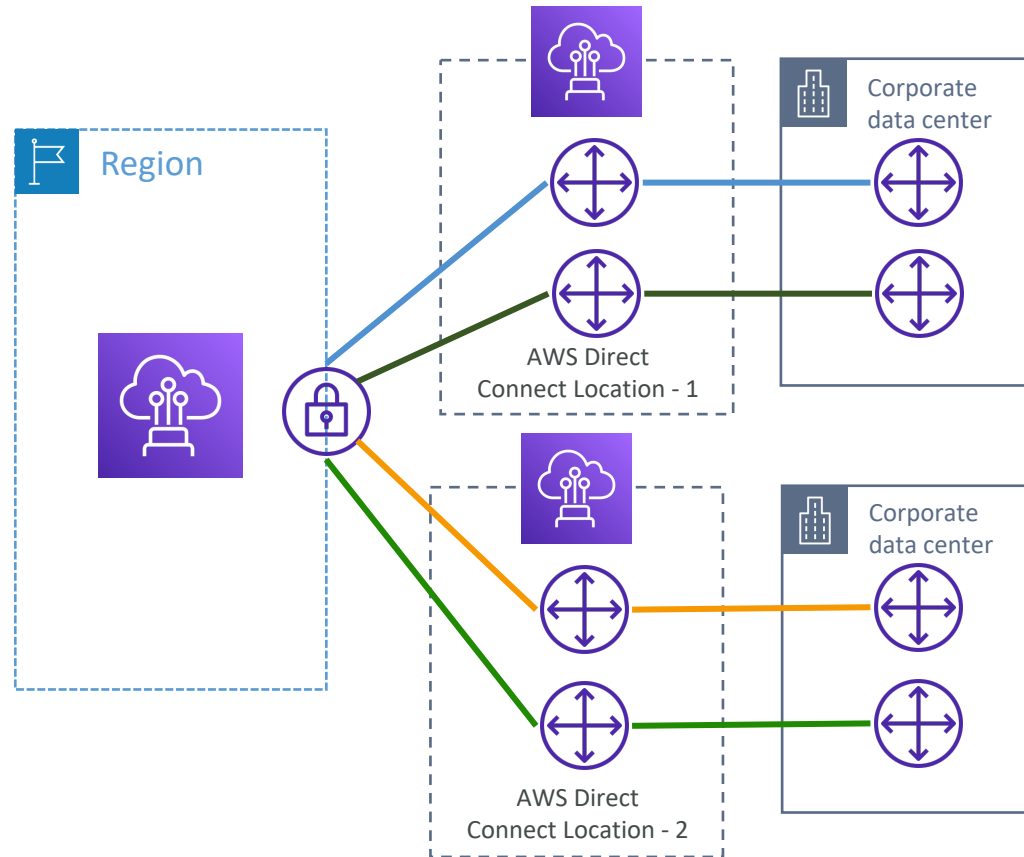 Region
Corporate
data center
AWS Direct
Connect Location - 1
Corporate
data center
AWS Direct
Connect Location - 2